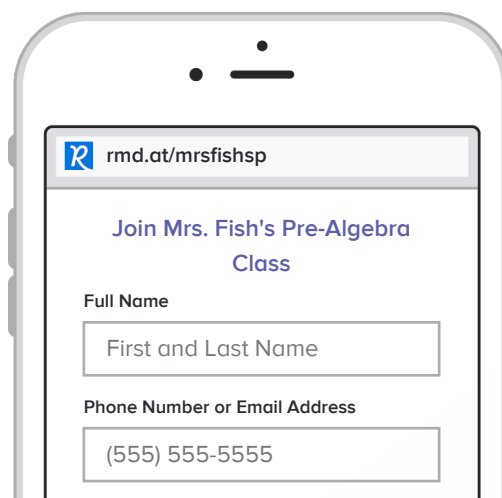 rmd.at/mrsfishsp
Join Mrs. Fish's Pre-Algebra
Class
Full Name
First and Last Name
Phone Number or Email Address
(555) 555-5555